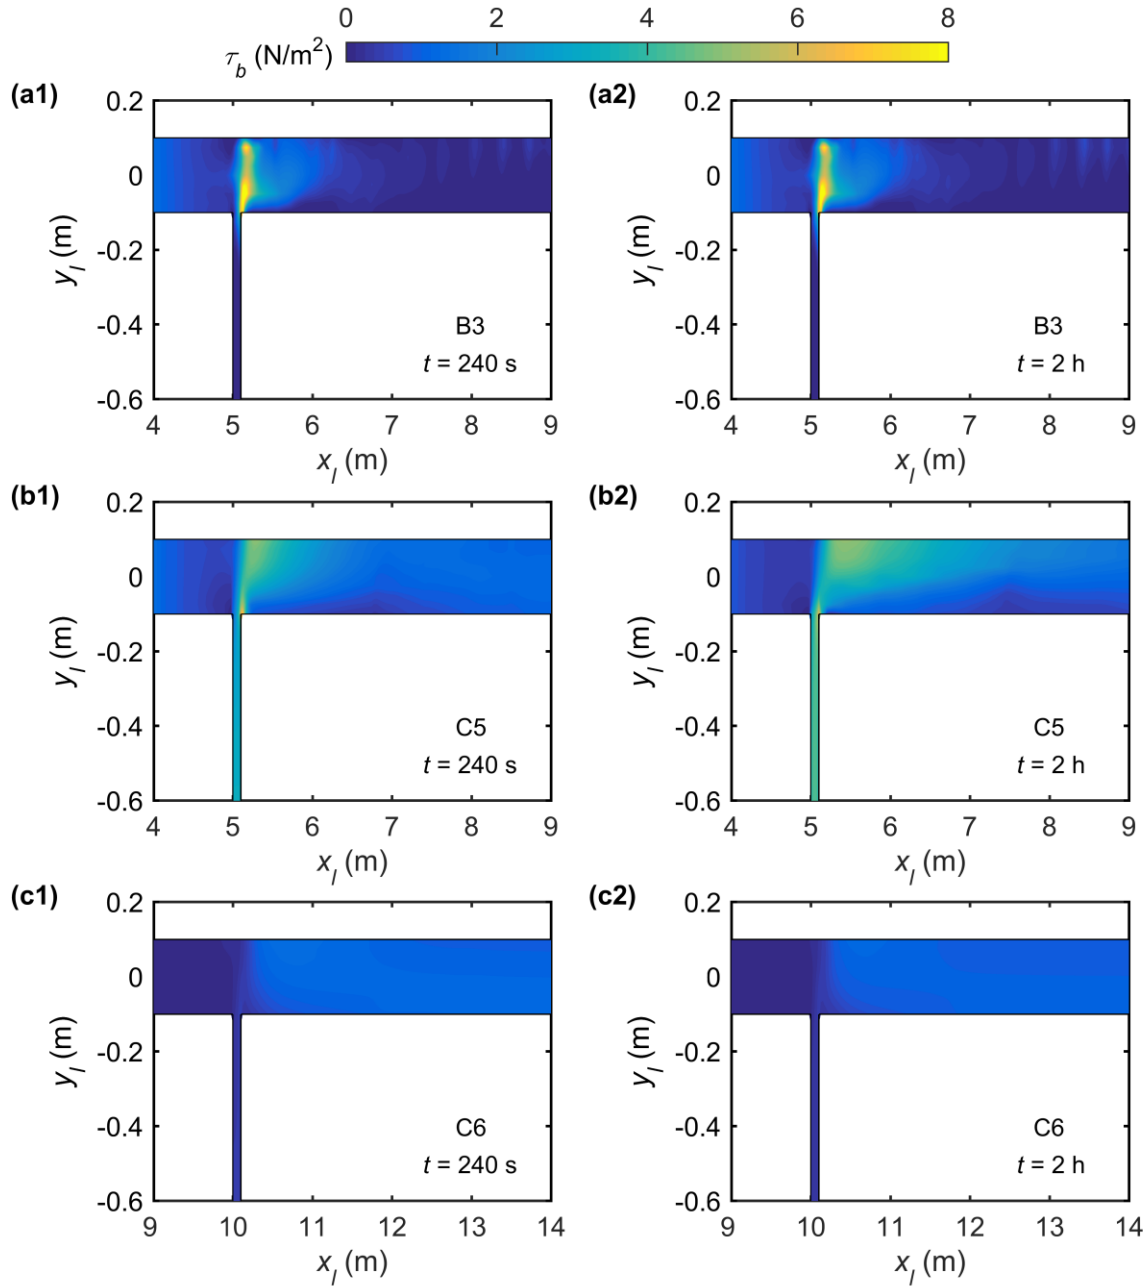 0 2 4 6 8
τb (N/m2)
(a1)
0.2
0
-0.2
-0.4
-0.6
yl (m)
B3
t = 240 s
4 5 6 7 8 9
xl (m)
(a2)
0.2
0
-0.2
-0.4
-0.6
yl (m)
B3
t = 2 h
4 5 6 7 8 9
xl (m)
(b1)
0.2
0
-0.2
-0.4
-0.6
yl (m)
C5
t = 240 s
4 5 6 7 8 9
xl (m)
(b2)
0.2
0
-0.2
-0.4
-0.6
yl (m)
C5
t = 2 h
4 5 6 7 8 9
xl (m)
(c1)
0.2
0
-0.2
-0.4
-0.6
yl (m)
C6
t = 240 s
9 10 11 12 13 14
xl (m)
(c2)
0.2
0
-0.2
-0.4
-0.6
yl (m)
C6
t = 2 h
9 10 11 12 13 14
xl (m)